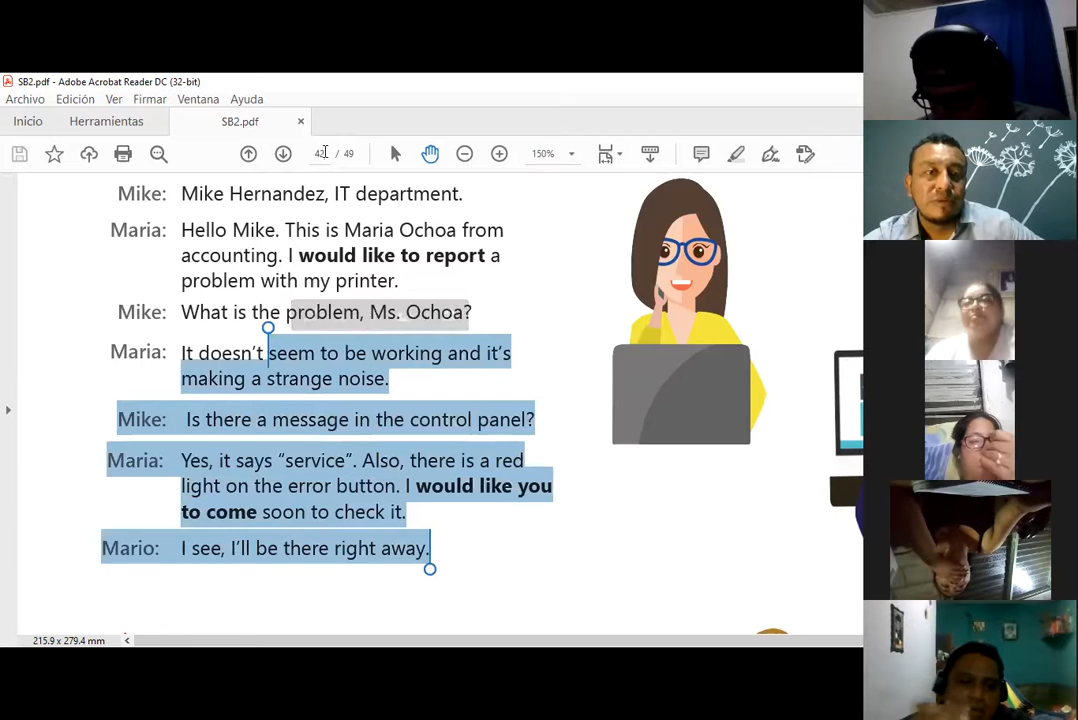 SB2.pdf - Adobe Acrobat Reader DC (32-bit)
Archivo Edición Ver Firmar Ventana Ayuda
Inicio Herramientas SB2.pdf ×
42 / 49 150%
Mike: Mike Hernandez, IT department.
Maria: Hello Mike. This is Maria Ochoa from
accounting. I would like to report a
problem with my printer.
Mike: What is the problem, Ms. Ochoa?
Maria: It doesn't seem to be working and it's
making a strange noise.
Mike: Is there a message in the control panel?
Maria: Yes, it says "service". Also, there is a red
light on the error button. I would like you
to come soon to check it.
Mario: I see, I'll be there right away.
215.9 x 279.4 mm